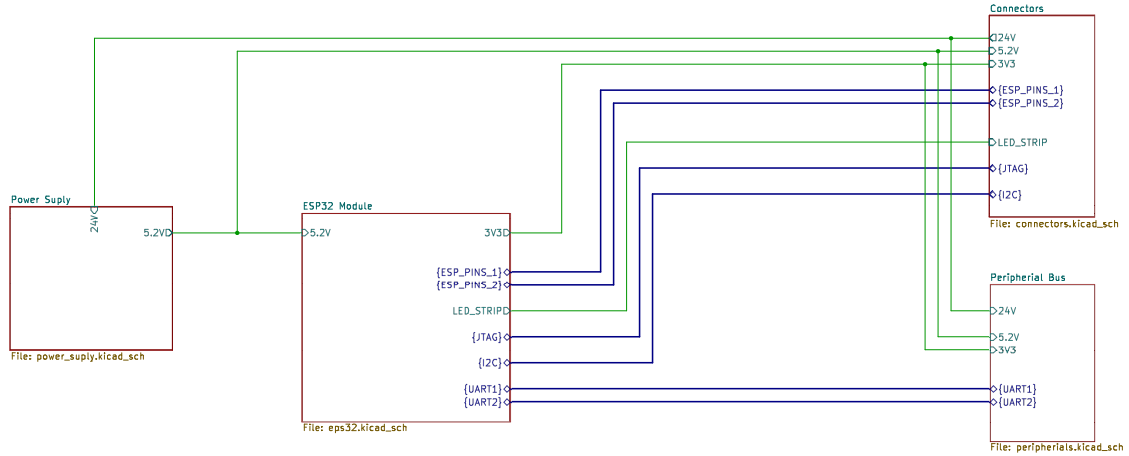 Connectors
24V
5.2V
3V3
{ESP_PINS_1}
{ESP_PINS_2}
LED_STRIP
{JTAG}
{I2C}
File: connectors.kicad_sch
Power Suply
24V
5.2V
File: power_suply.kicad_sch
ESP32 Module
5.2V
3V3
{ESP_PINS_1}
{ESP_PINS_2}
LED_STRIP
{JTAG}
{I2C}
{UART1}
{UART2}
File: eps32.kicad_sch
Peripherial Bus
24V
5.2V
3V3
{UART1}
{UART2}
File: peripherials.kicad_sch